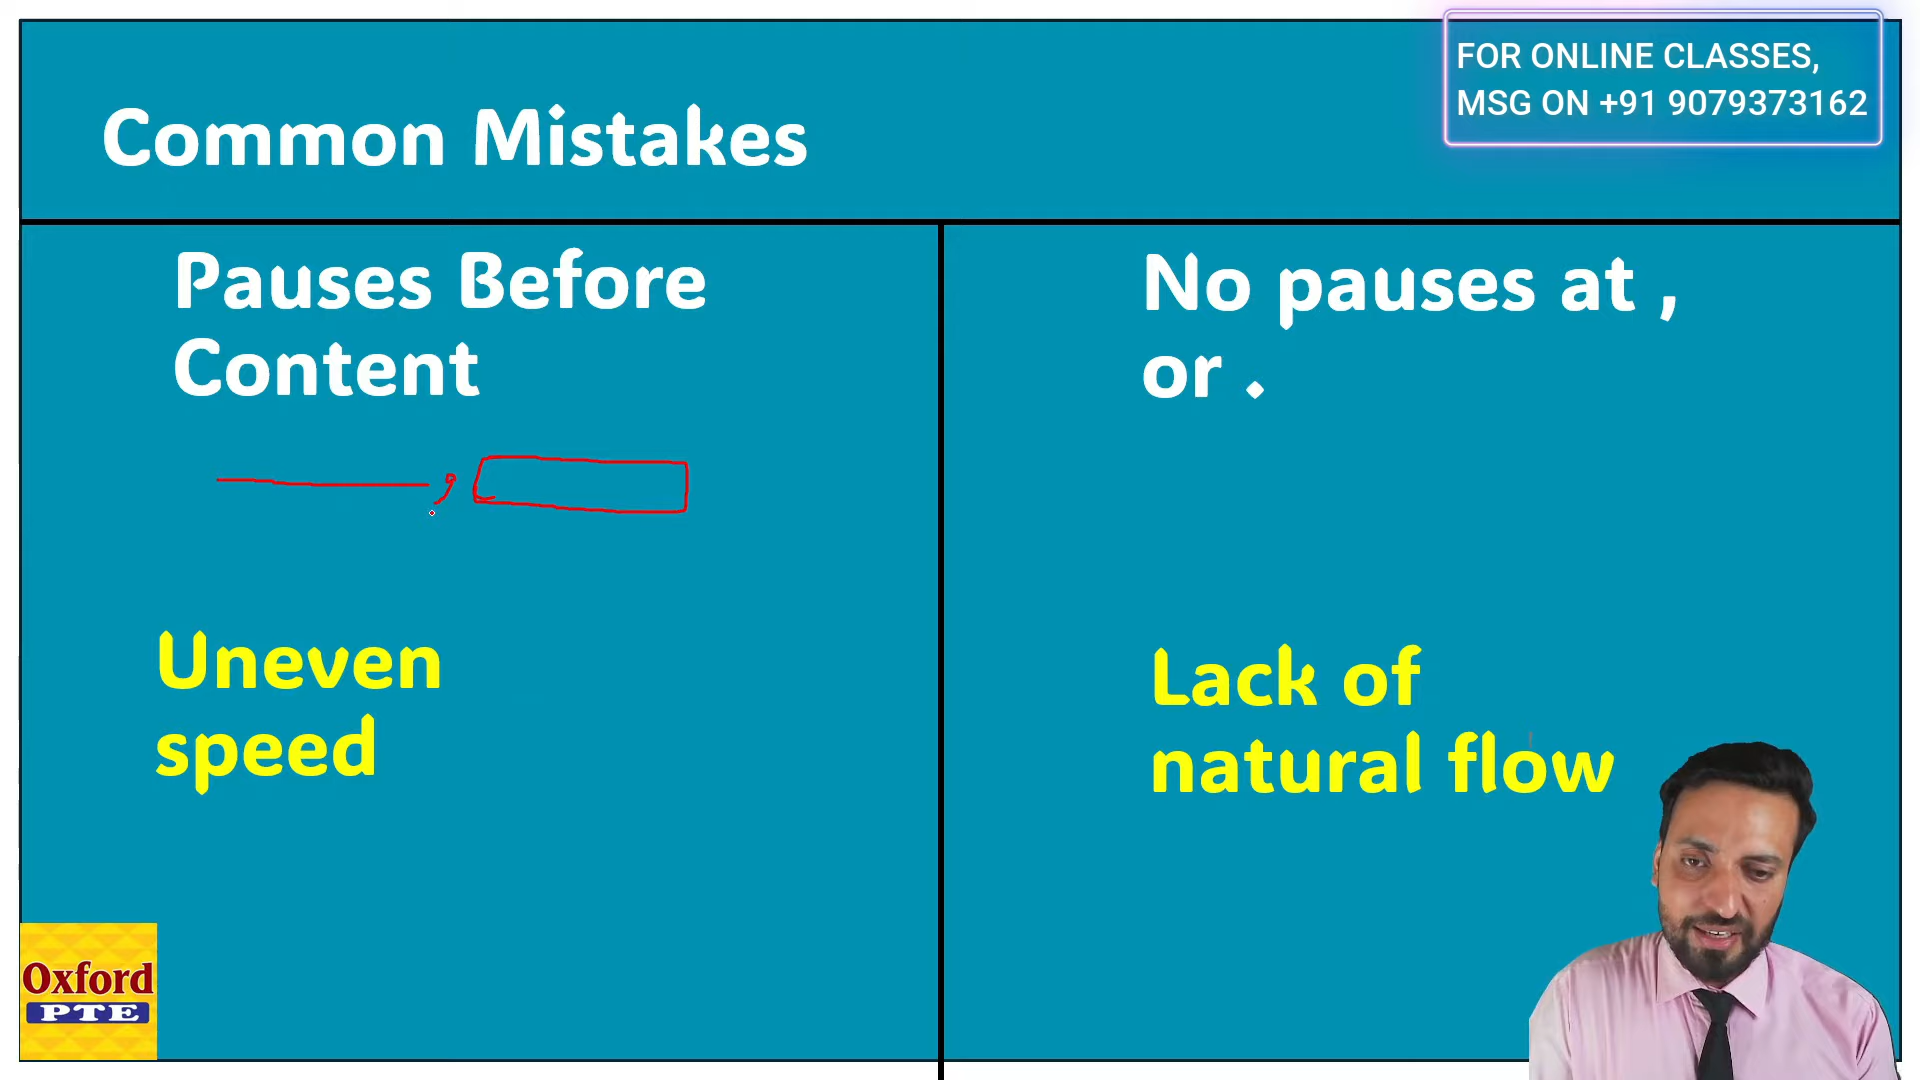 FOR ONLINE CLASSES,
MSG ON +91 9079373162
Common Mistakes
Pauses Before
Content
No pauses at ,
or .
,
Uneven
speed
Lack of
natural flow
Oxford
PTE